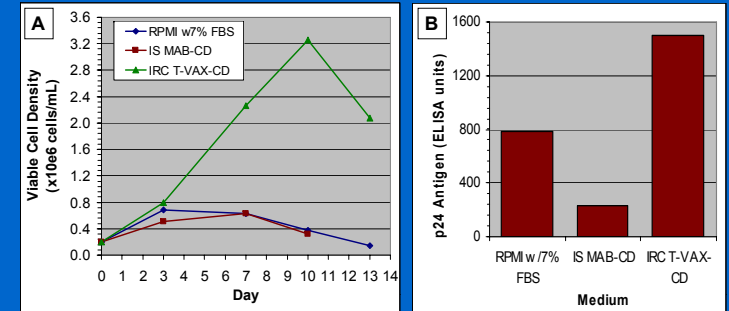 A
RPMI w7% FBS
IS MAB-CD
IRC T-VAX-CD
Viable Cell Density
(x10e6 cells/mL)
3.6
3.2
2.8
2.4
2.0
1.6
1.2
0.8
0.4
0.0
0 1 2 3 4 5 6 7 8 9 10 11 12 13 14
Day
B
p24 Antigen (ELISA units)
1600
1200
800
400
0
RPMI w /7% IS MAB-CD IRC T-VAX-
FBS CD
Medium